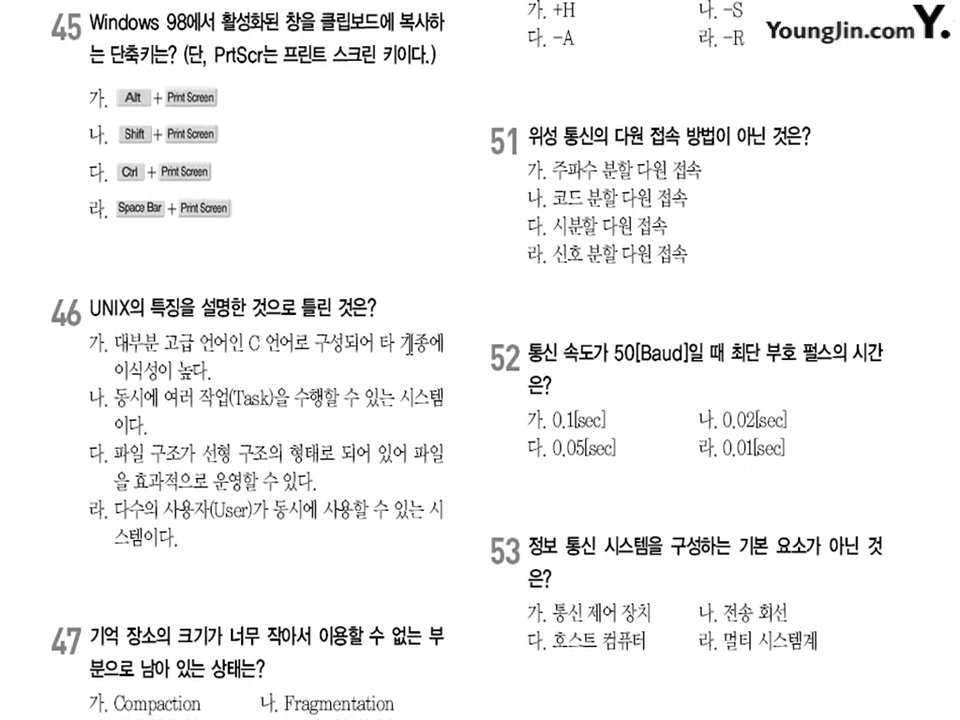 45 Windows 98에서 활성화된 창을 클립보드에 복사하
는 단축키는? (단, PrtScr는 프린트 스크린 키이다.)
가. Alt + Print Screen
나. Shift + Print Screen
다. Ctrl + Print Screen
라. Space Bar + Print Screen
46 UNIX의 특징을 설명한 것으로 틀린 것은?
가. 대부분 고급 언어인 C 언어로 구성되어 타 기종에
이식성이 높다.
나. 동시에 여러 작업(Task)을 수행할 수 있는 시스템
이다.
다. 파일 구조가 선형 구조의 형태로 되어 있어 파일
을 효과적으로 운영할 수 있다.
라. 다수의 사용자(User)가 동시에 사용할 수 있는 시
스템이다.
47 기억 장소의 크기가 너무 작아서 이용할 수 없는 부
분으로 남아 있는 상태는?
가. Compaction 나. Fragmentation
가. +H 나. -S
다. -A 라. -R
YoungJin.com Y.
51 위성 통신의 다원 접속 방법이 아닌 것은?
가. 주파수 분할 다원 접속
나. 코드 분할 다원 접속
다. 시분할 다원 접속
라. 신호 분할 다원 접속
52 통신 속도가 50[Baud]일 때 최단 부호 펄스의 시간
은?
가. 0.1[sec] 나. 0.02[sec]
다. 0.05[sec] 라. 0.01[sec]
53 정보 통신 시스템을 구성하는 기본 요소가 아닌 것
은?
가. 통신 제어 장치 나. 전송 회선
다. 호스트 컴퓨터 라. 멀티 시스템계